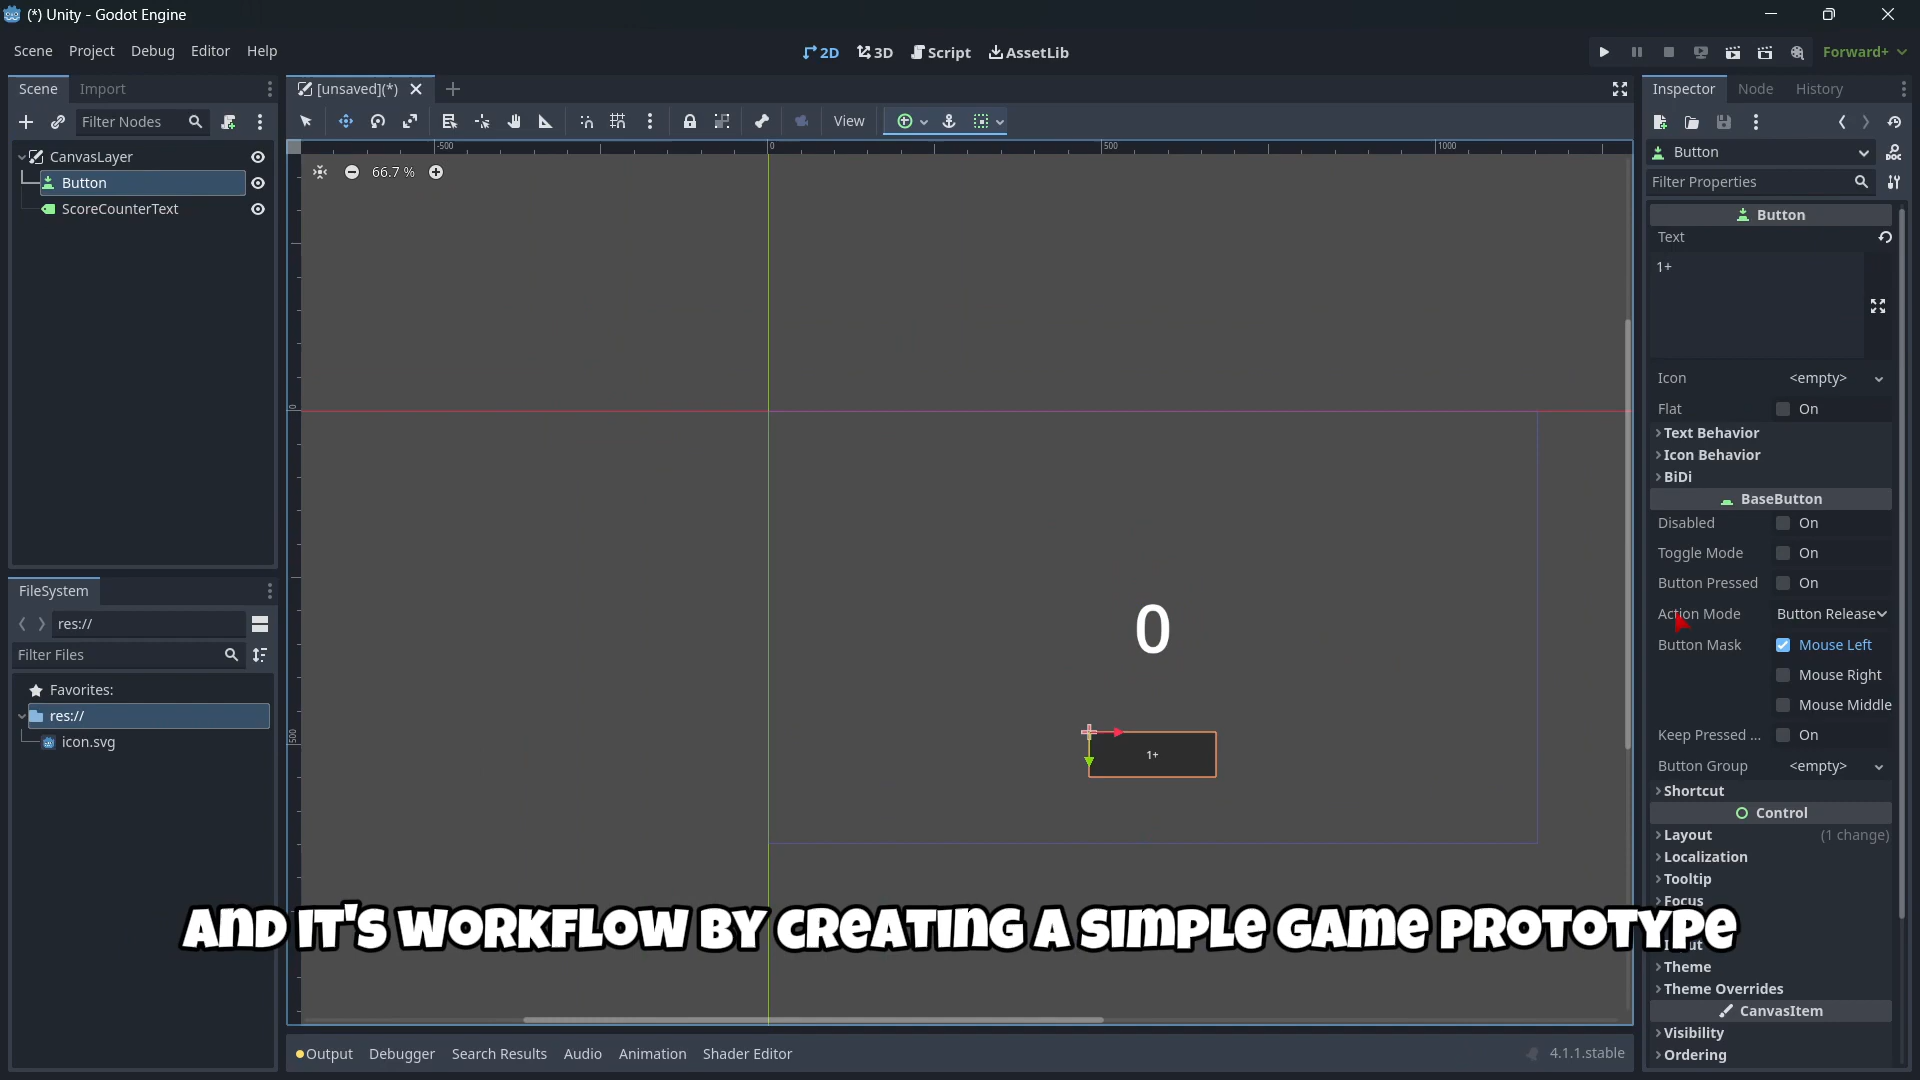 (*) Unity - Godot Engine
Scene Project Debug Editor Help
2D 3D Script AssetLib
Forward+
Scene Import
[unsaved](*)
Inspector Node History
Filter Nodes
View
Button
CanvasLayer
Button
ScoreCounterText
-500 0 500 1000
66.7 %
0
500
Filter Properties
Button
Text
1+
Icon <empty>
Flat On
Text Behavior
Icon Behavior
BiDi
BaseButton
Disabled On
Toggle Mode On
Button Pressed On
Action Mode Button Release
Button Mask Mouse Left
Mouse Right
Mouse Middle
Keep Pressed ... On
Button Group <empty>
Shortcut
Control
Layout (1 change)
Localization
Tooltip
Focus
Theme
Theme Overrides
CanvasItem
Visibility
Ordering
FileSystem
res://
Filter Files
Favorites:
res://
icon.svg
0
1+
AND IT'S WORKFLOW BY CREATING A SIMPLE GAME PROTOTYPE
Output Debugger Search Results Audio Animation Shader Editor
4.1.1.stable